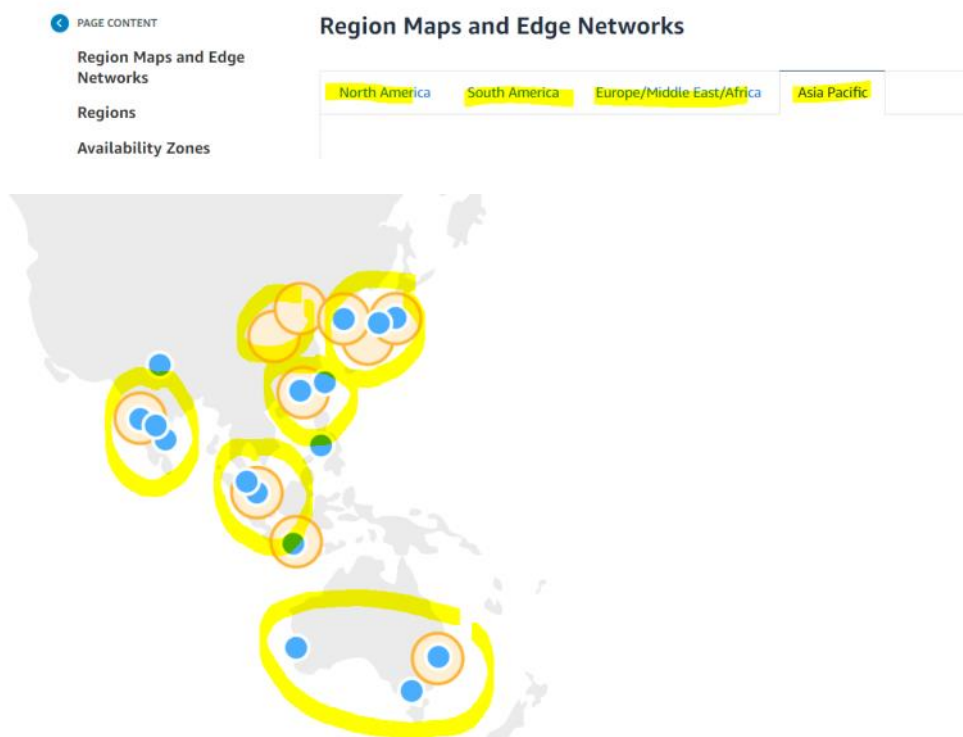 PAGE CONTENT
Region Maps and Edge
Networks
Regions
Availability Zones
Region Maps and Edge Networks
North America South America Europe/Middle East/Africa Asia Pacific